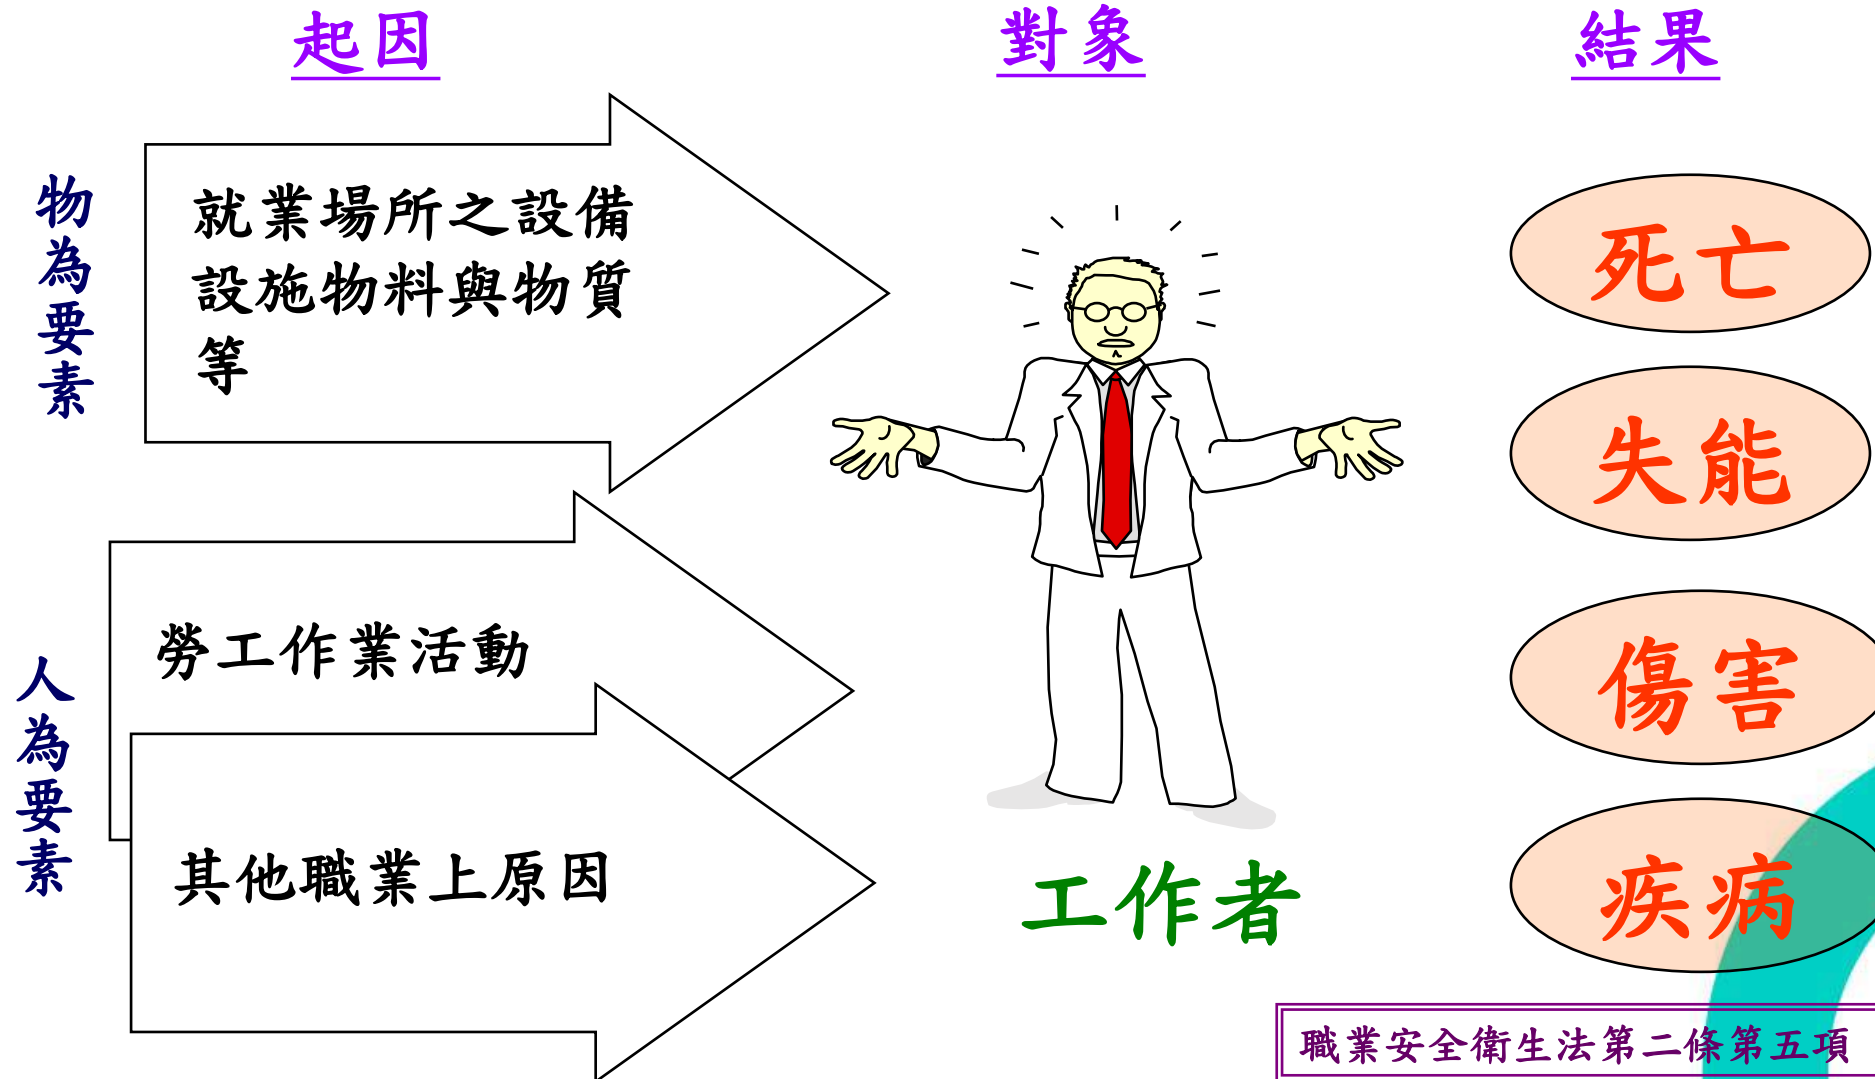 起因
對象
結果
物為要素
就業場所之設備
設施物料與物質
等
人為要素
勞工作業活動
其他職業上原因
工作者
死亡
失能
傷害
疾病
職業安全衛生法第二條第五項